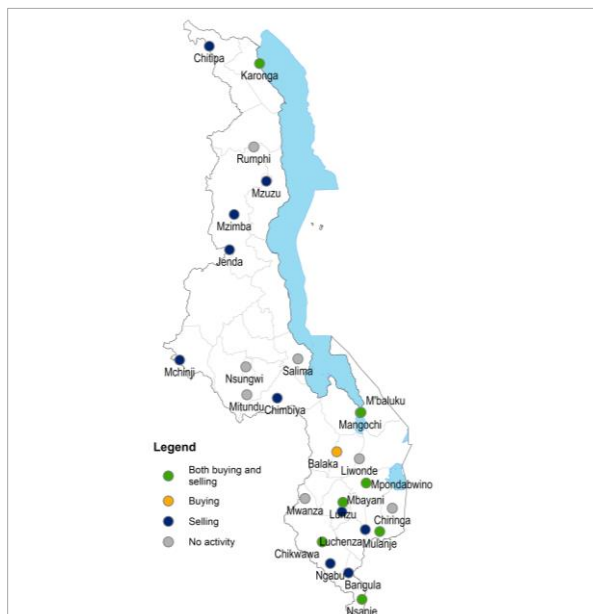 Chitipa
Karonga
Rumphi
Mzuzu
Mzimba
Jenda
Mchinji
Nsungwi
Salima
Mitundu
Chimbiya
M'baluku
Mangochi
Legend
Both buying and
selling
Buying
Selling
No activity
Balaka
Liwonde
Mpondabwino
Mwanza
Mbayani
Lunzu
Chiringa
Luchenza
Mulanje
Chikwawa
Ngabu
Bangula
Nsanje